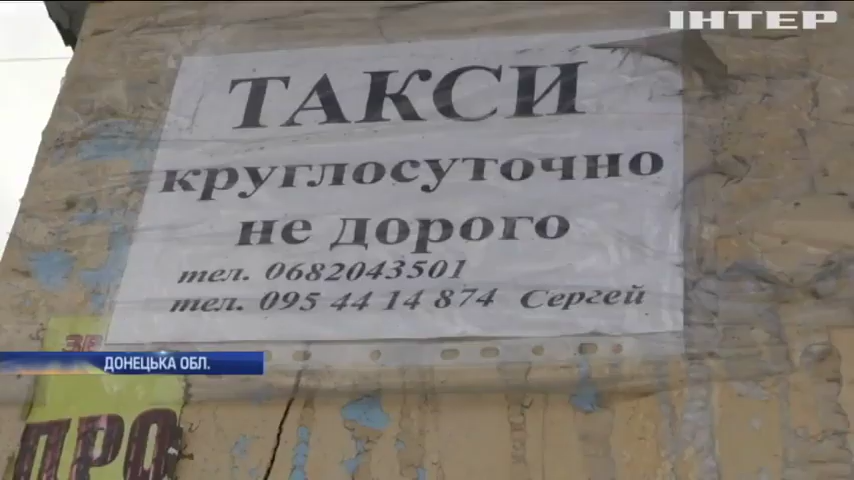 ІНТЕР
ТАКСИ
круглосуточно
не дорого
тел. 0682043501
тел. 095 44 14 874 Сергей
ДОНЕЦЬКА ОБЛ.
ПРО